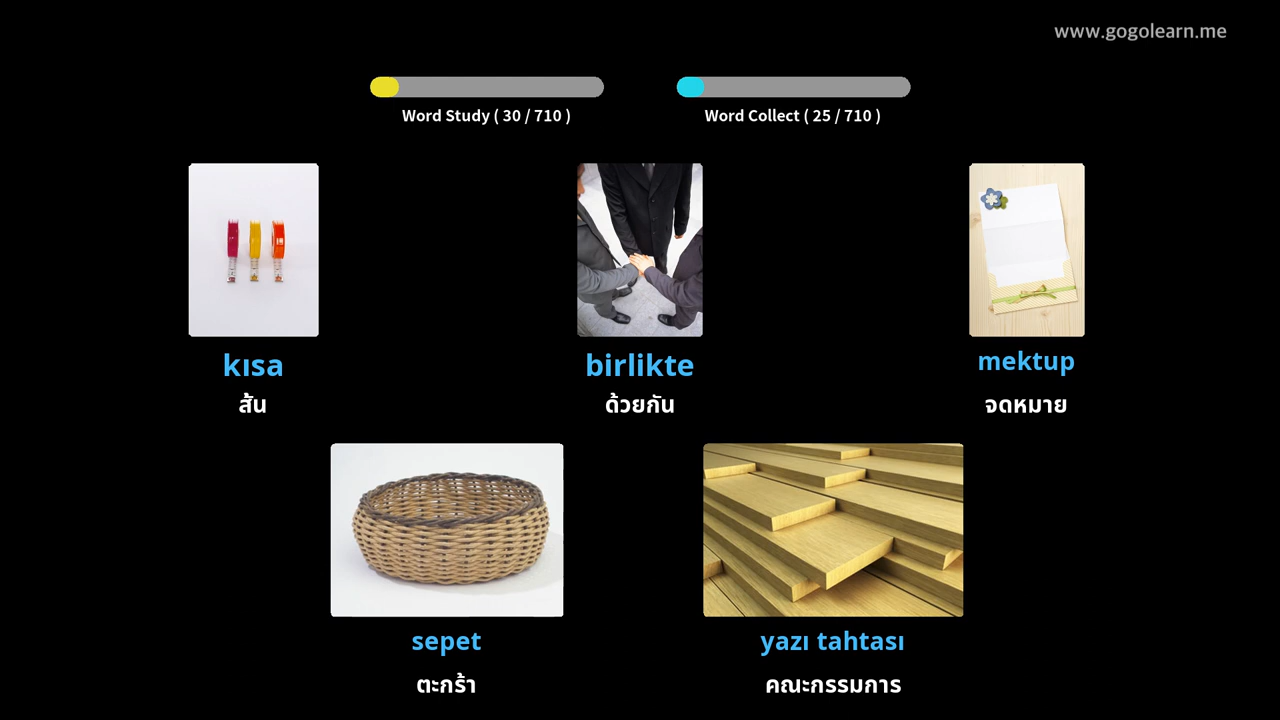 www.gogolearn.me
Word Study ( 30 / 710 )
Word Collect ( 25 / 710 )
kısa
สั้น
birlikte
ด้วยกัน
mektup
จดหมาย
sepet
ตะกร้า
yazı tahtası
คณะกรรมการ